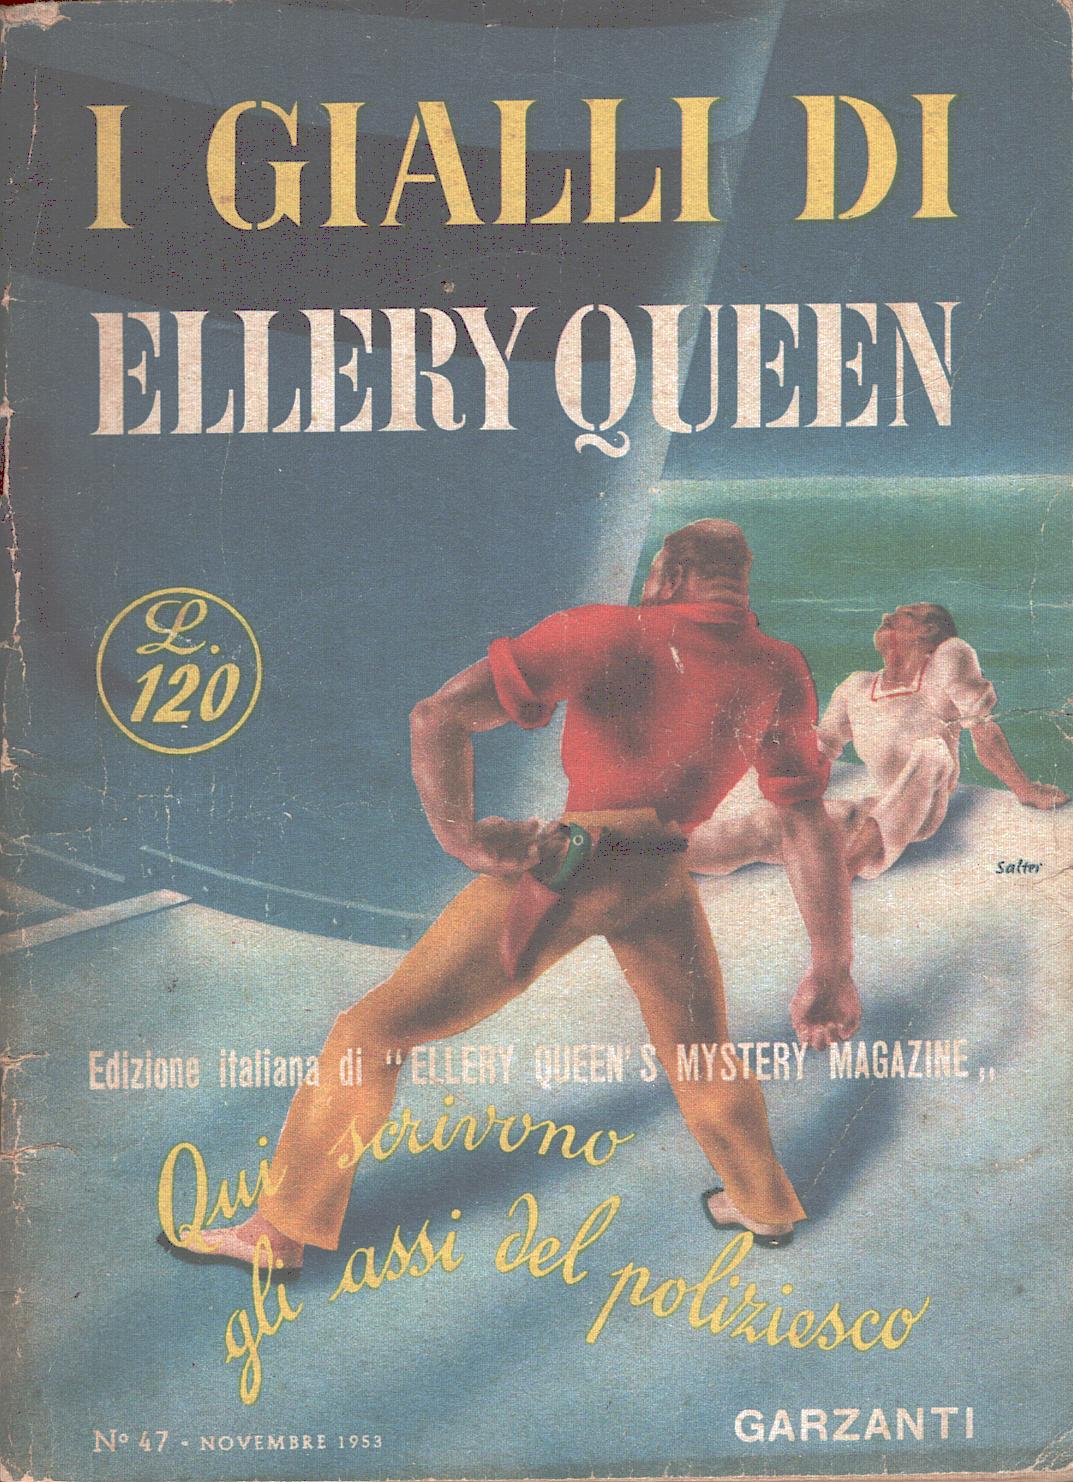 I GIALLI DI
ELLERY QUEEN
L.
120
Salter
Edizione italiana di "ELLERY QUEEN'S MYSTERY MAGAZINE„
Qui scrivono
gli assi del poliziesco
Nº 47 - NOVEMBRE 1953
GARZANTI